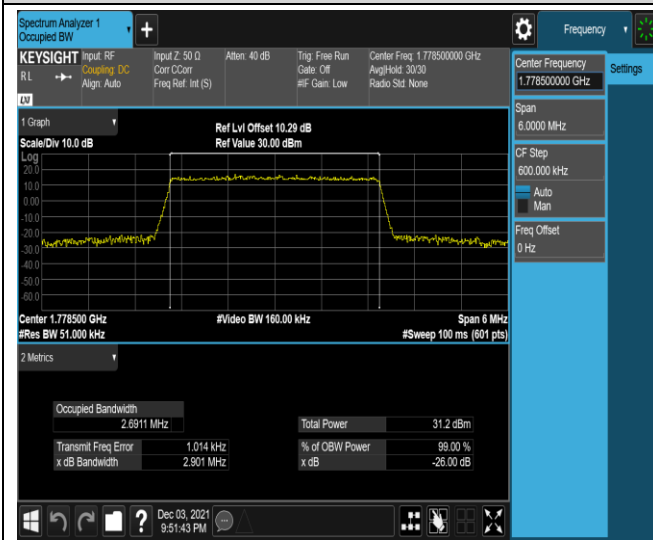 Spectrum Analyzer 1
Occupied BW
+
Frequency
KEYSIGHT
RL
Input: RF
Coupling: DC
Align: Auto
Input Z: 50 Ω
Corr CCorr
Freq Ref: Int (S)
Atten: 40 dB
Trig: Free Run
Gate: Off
#IF Gain: Low
Center Freq: 1.778500000 GHz
Avg|Hold: 30/30
Radio Std: None
LXI
Center Frequency
1.778500000 GHz
Settings
Span
6.0000 MHz
CF Step
600.000 kHz
Auto
Man
Freq Offset
0 Hz
1 Graph
Scale/Div 10.0 dB
Ref Lvl Offset 10.29 dB
Ref Value 30.00 dBm
Log
20.0
10.0
0.00
-10.0
-20.0
-30.0
-40.0
-50.0
-60.0
Center 1.778500 GHz
#Res BW 51.000 kHz
#Video BW 160.00 kHz
Span 6 MHz
#Sweep 100 ms (601 pts)
2 Metrics
Occupied Bandwidth
2.6911 MHz
Total Power 31.2 dBm
Transmit Freq Error 1.014 kHz
% of OBW Power 99.00 %
x dB Bandwidth 2.901 MHz
x dB -26.00 dB
?
Dec 03, 2021
9:51:43 PM